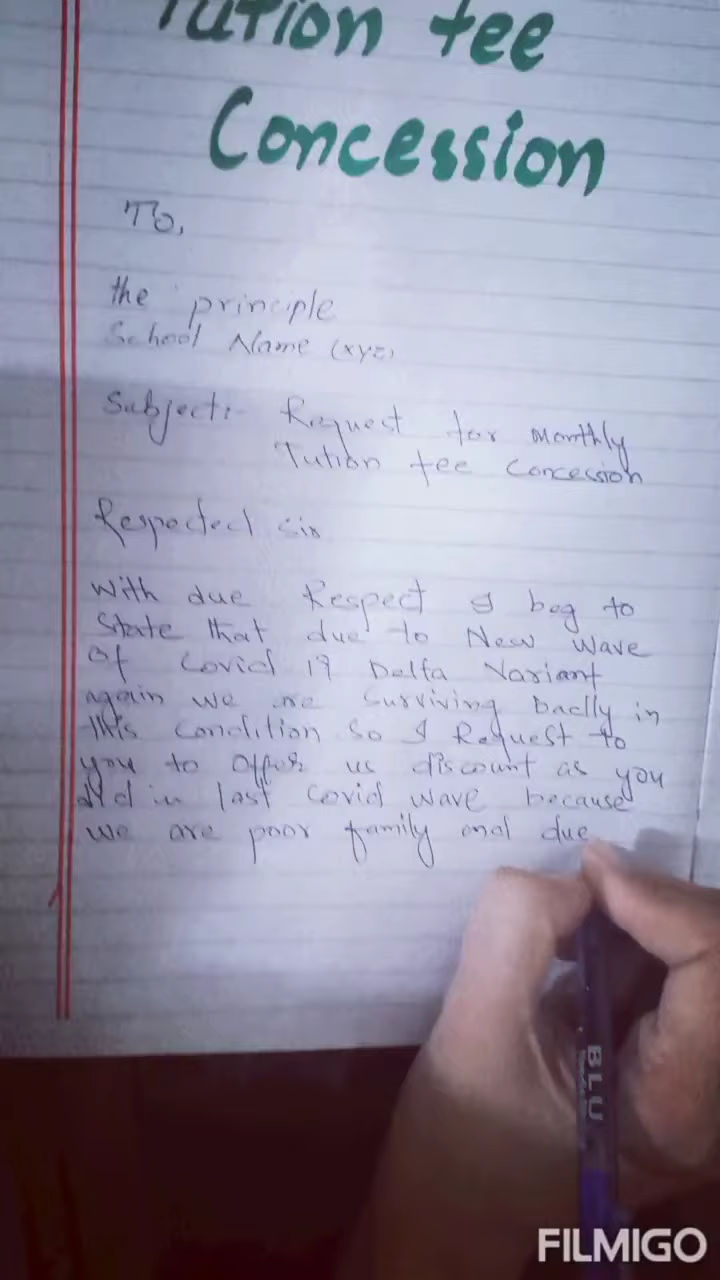 Tution fee
Concession
To,
the principle
School Name (xyz)
Subject:- Request for Monthly
Tution fee Concession
Respected sir
With due Respect I beg to
State that due to New Wave
Of Covid 19 Delta Variant
again we are Surviving badly in
this Condition So I Request to
you to Offer us discount as you
did in last Covid wave because
we are poor family and due
BLU
FILMIGO